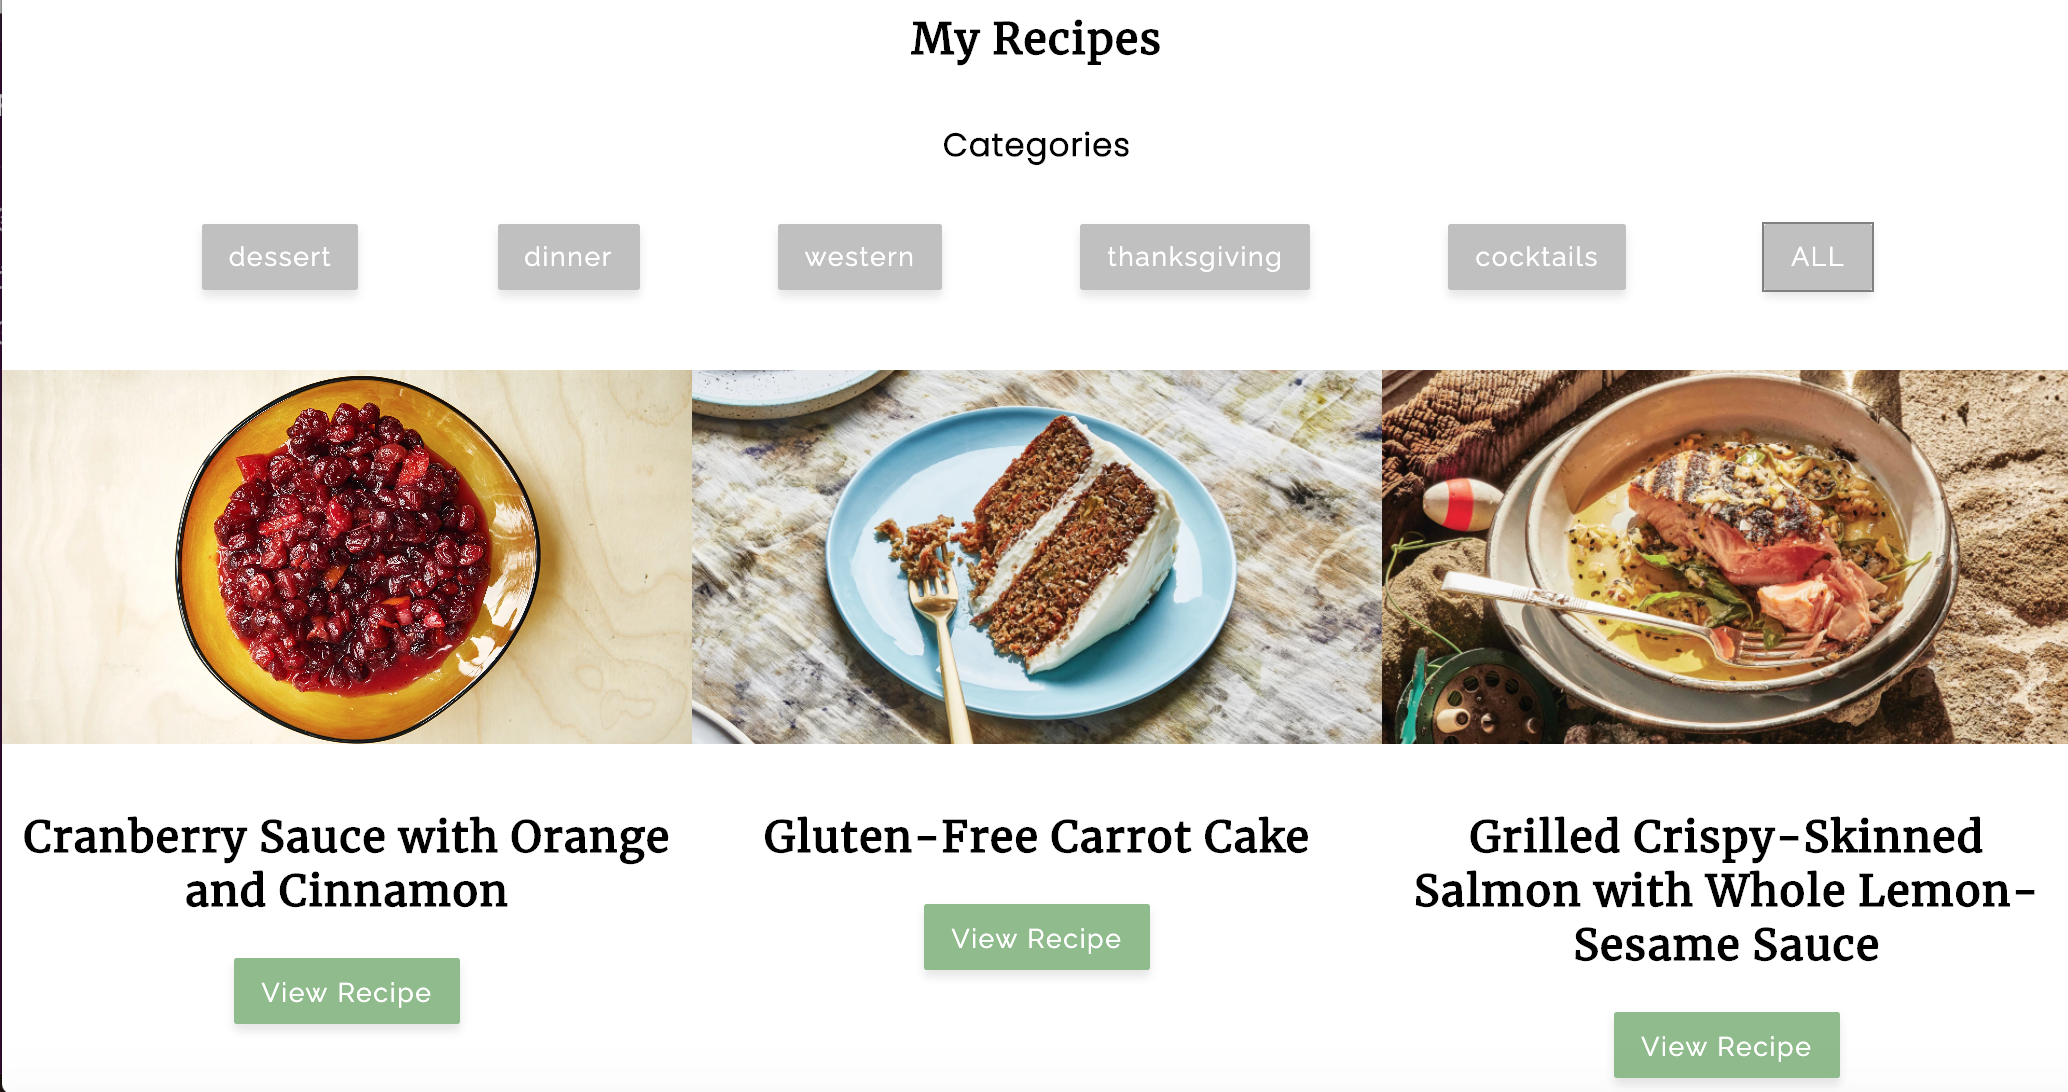 My Recipes
Categories
dessert
dinner
western
thanksgiving
cocktails
ALL
Cranberry Sauce with Orange
and Cinnamon
View Recipe
Gluten-Free Carrot Cake
View Recipe
Grilled Crispy-Skinned
Salmon with Whole Lemon-
Sesame Sauce
View Recipe